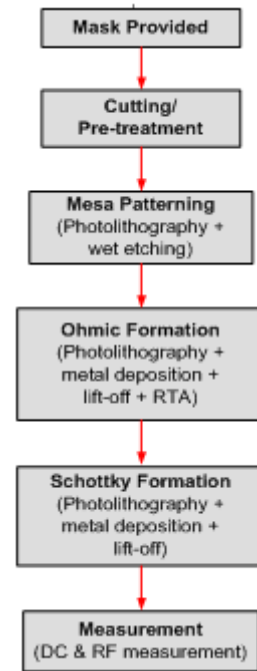 Mask Provided
Cutting/
Pre-treatment
Mesa Patterning
(Photolithography +
wet etching)
Ohmic Formation
(Photolithography +
metal deposition +
lift-off + RTA)
Schottky Formation
(Photolithography +
metal deposition +
lift-off)
Measurement
(DC & RF measurement)